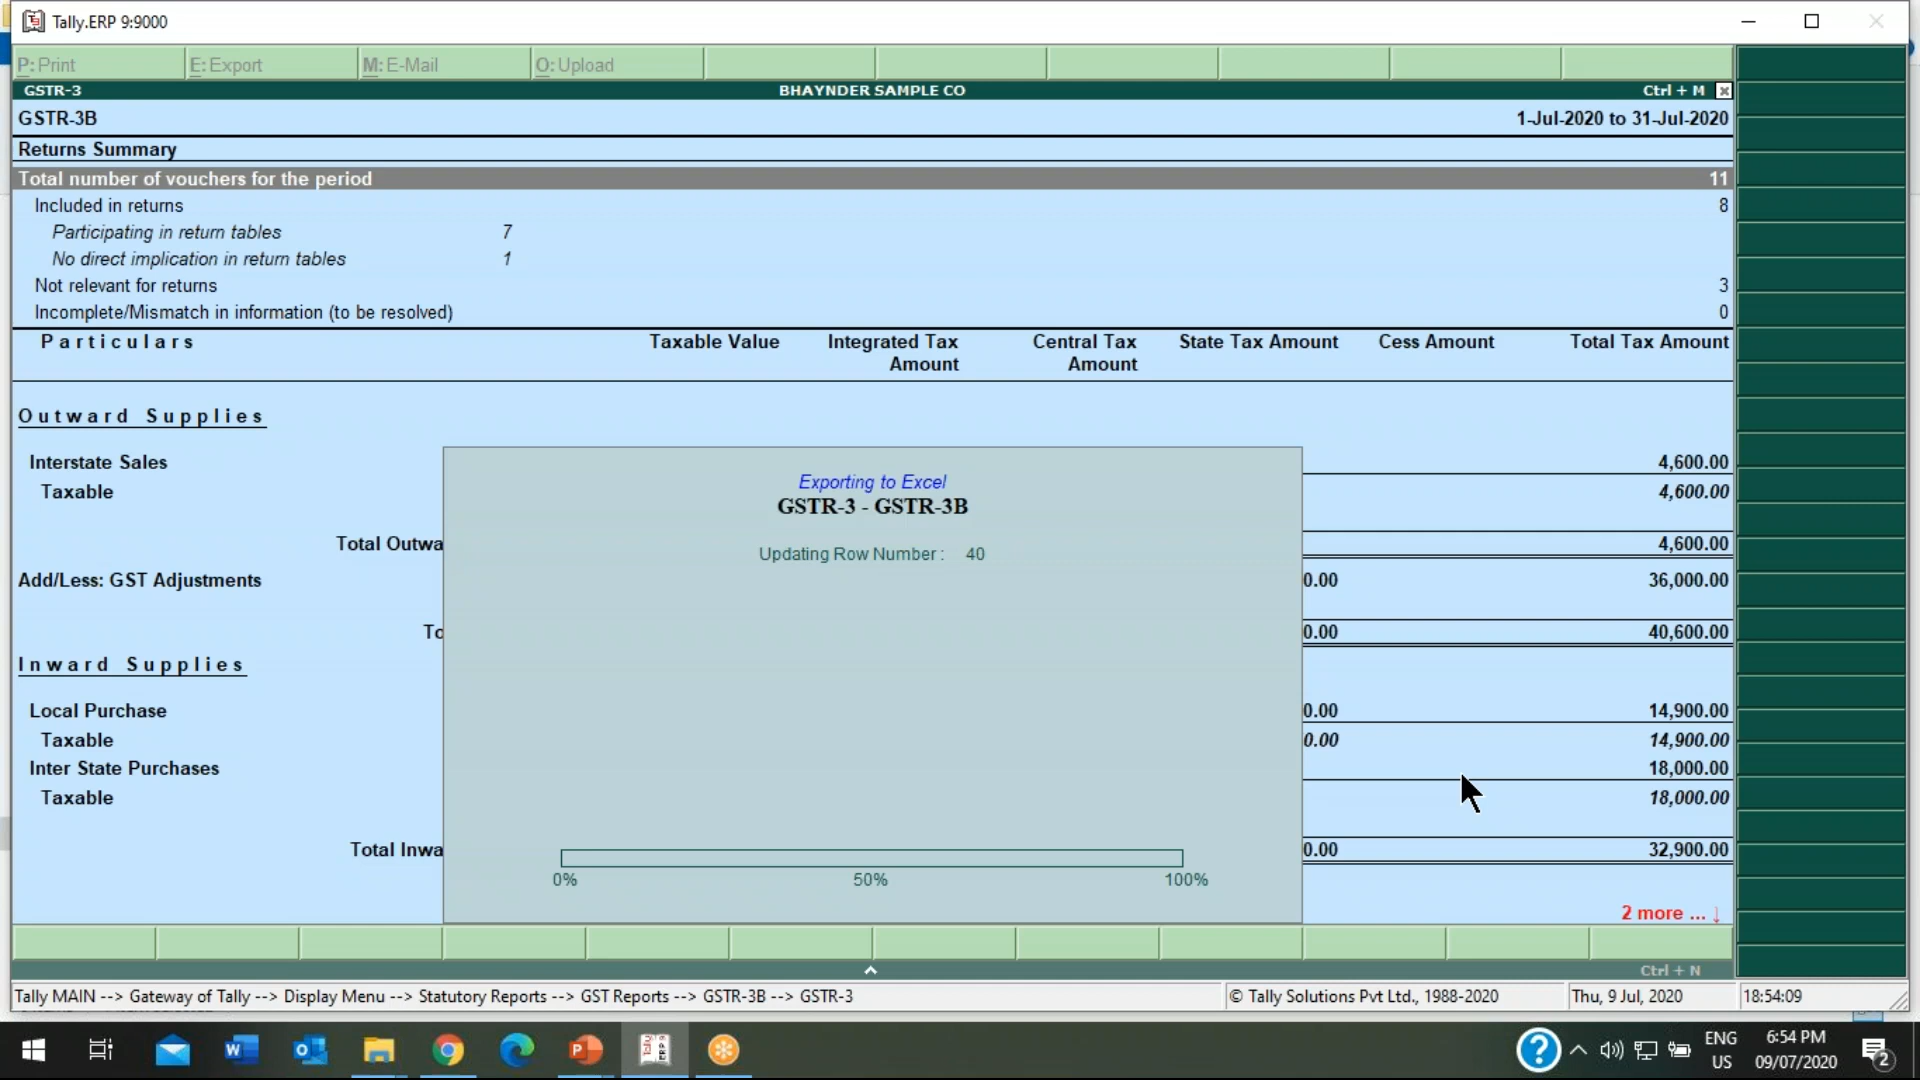 Tally.ERP 9:9000
P: Print E: Export M: E-Mail O: Upload
GSTR-3 BHAYNDER SAMPLE CO Ctrl + M
GSTR-3B 1-Jul-2020 to 31-Jul-2020
Returns Summary
Total number of vouchers for the period 11
Included in returns 8
Participating in return tables 7
No direct implication in return tables 1
Not relevant for returns 3
Incomplete/Mismatch in information (to be resolved) 0
Particulars Taxable Value Integrated Tax Central Tax State Tax Amount Cess Amount Total Tax Amount
Amount Amount
Outward Supplies
Interstate Sales 4,600.00
Exporting to Excel
Taxable 4,600.00
GSTR-3 - GSTR-3B
Total Outwa 4,600.00
Updating Row Number : 40
Add/Less: GST Adjustments 0.00 36,000.00
To 0.00 40,600.00
Inward Supplies
Local Purchase 0.00 14,900.00
Taxable 0.00 14,900.00
Inter State Purchases 18,000.00
Taxable 18,000.00
Total Inwa 0.00 32,900.00
0% 50% 100%
2 more ... ↓
Ctrl + N
Tally MAIN --> Gateway of Tally --> Display Menu --> Statutory Reports --> GST Reports --> GSTR-3B --> GSTR-3 © Tally Solutions Pvt Ltd., 1988-2020 Thu, 9 Jul, 2020 18:54:09
ENG 6:54 PM
US 09/07/2020 2